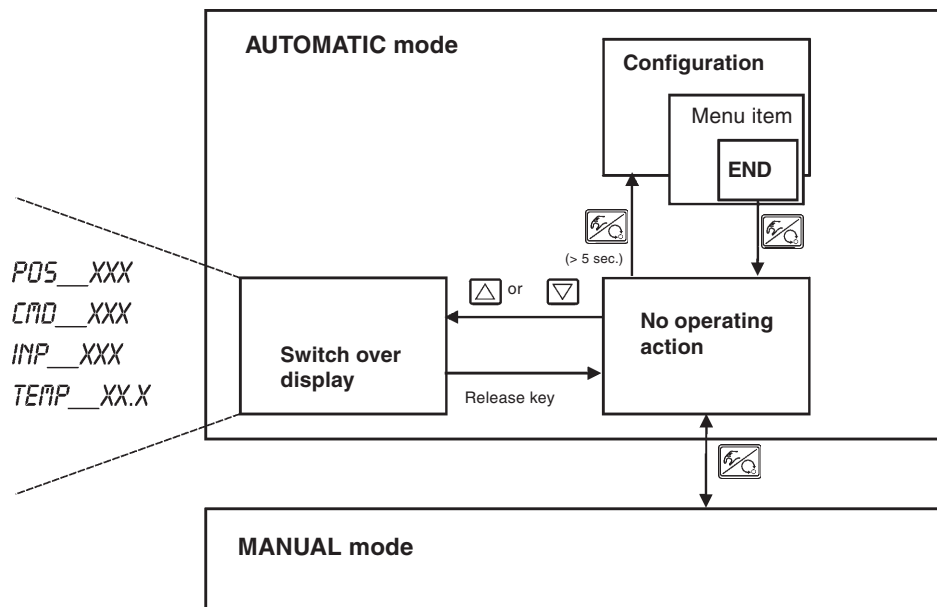 AUTOMATIC mode
Configuration
Menu item
END
(> 5 sec.)
POS__XXX
CMD__XXX
INP__XXX
TEMP__XX.X
or
Switch over
display
No operating
action
Release key
MANUAL mode